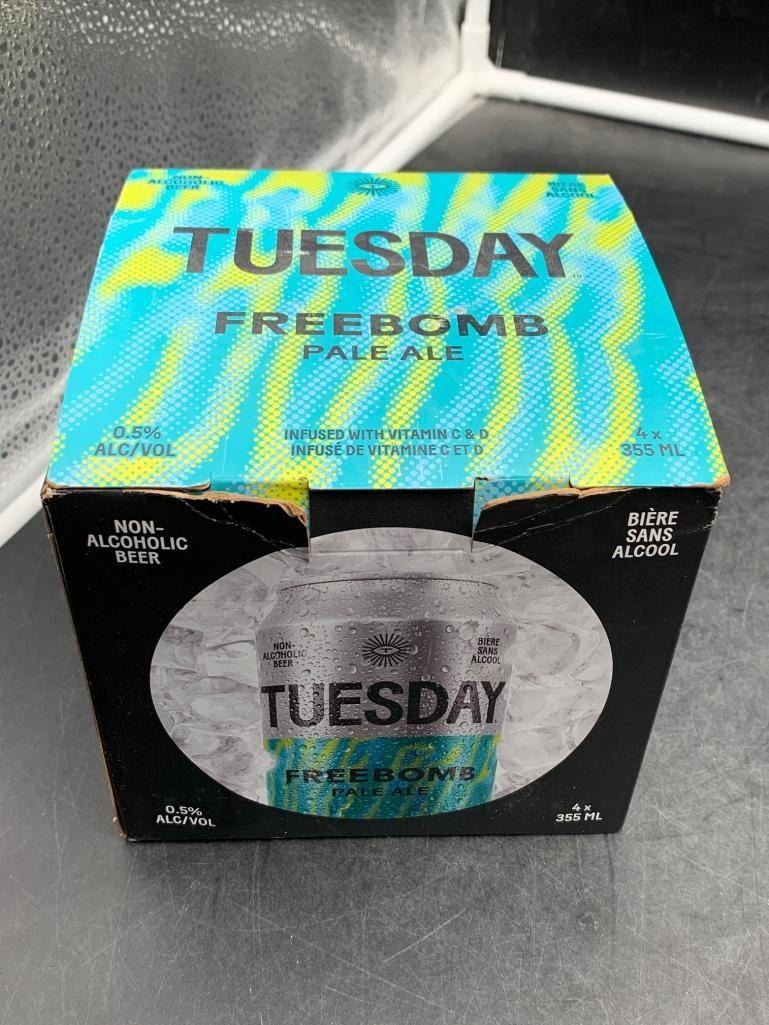 NON-
ALCOHOLIC
BEER
BIÈRE
SANS
ALCOOL
TUESDAY
TM
FREEBOMB
PALE ALE
0.5%
ALC/VOL
INFUSED WITH VITAMIN C & D
INFUSÉ DE VITAMINE C ET D
4 x
355 ML
NON-
ALCOHOLIC
BEER
BIÈRE
SANS
ALCOOL
NON-
ALCOHOLIC
BEER
BIÈRE
SANS
ALCOOL
TUESDAY
FREEBOMB
PALE ALE
0.5%
ALC/VOL
4 x
355 ML